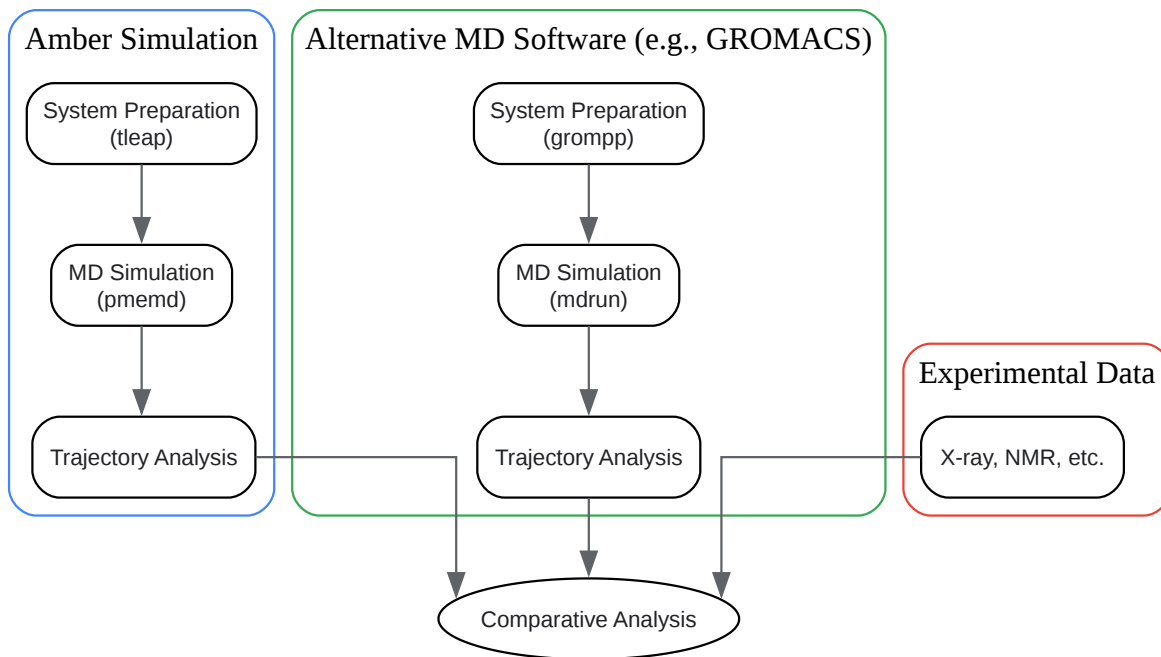 Amber Simulation
System Preparation
(tleap)
MD Simulation
(pmemd)
Trajectory Analysis
Alternative MD Software (e.g., GROMACS)
System Preparation
(grompp)
MD Simulation
(mdrun)
Trajectory Analysis
Experimental Data
X-ray, NMR, etc.
Comparative Analysis